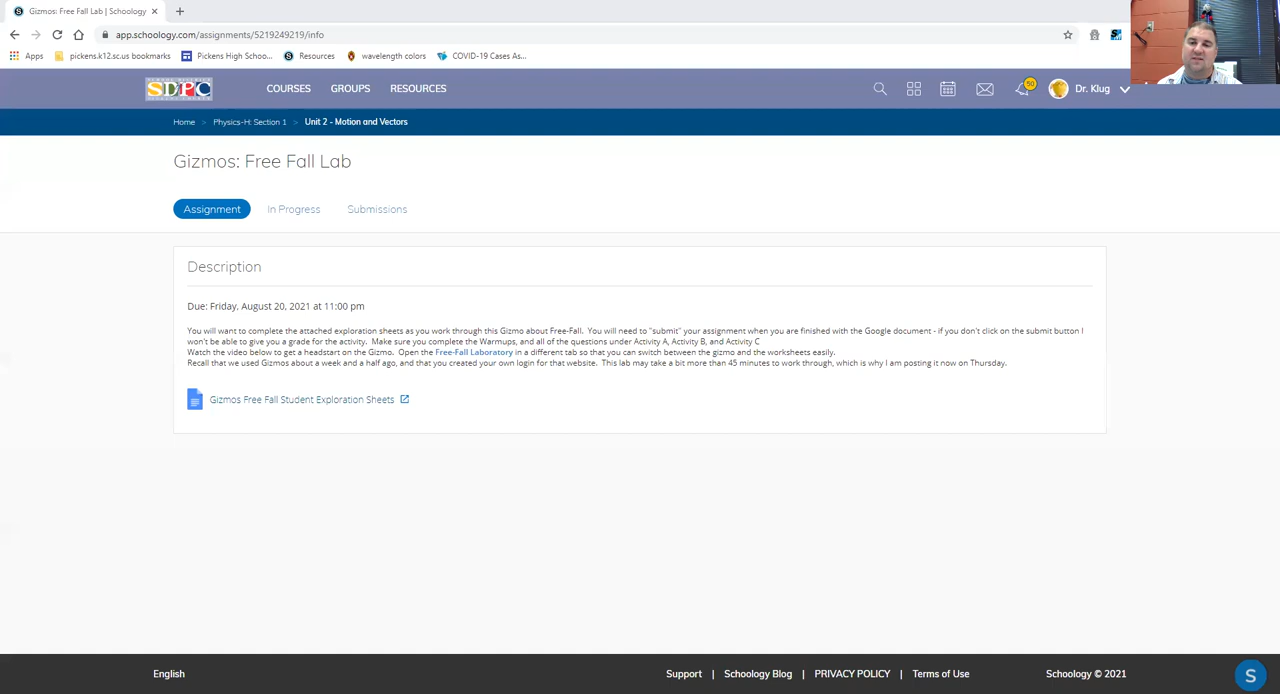 Gizmos: Free Fall Lab | Schoology
app.schoology.com/assignments/5219249219/info
Apps pickens.k12.sc.us bookmarks Pickens High Schoo... Resources wavelength colors COVID-19 Cases As...
SDPC COURSES GROUPS RESOURCES 50 Dr. Klug
Home > Physics-H: Section 1 > Unit 2 - Motion and Vectors
Gizmos: Free Fall Lab
Assignment In Progress Submissions
Description
Due: Friday, August 20, 2021 at 11:00 pm
You will want to complete the attached exploration sheets as you work through this Gizmo about Free-Fall. You will need to "submit" your assignment when you are finished with the Google document - if you don't click on the submit button I
won't be able to give you a grade for the activity. Make sure you complete the Warmups, and all of the questions under Activity A, Activity B, and Activity C
Watch the video below to get a headstart on the Gizmo. Open the Free-Fall Laboratory in a different tab so that you can switch between the gizmo and the worksheets easily.
Recall that we used Gizmos about a week and a half ago, and that you created your own login for that website. This lab may take a bit more than 45 minutes to work through, which is why I am posting it now on Thursday.
Gizmos Free Fall Student Exploration Sheets
English Support | Schoology Blog | PRIVACY POLICY | Terms of Use Schoology © 2021
S